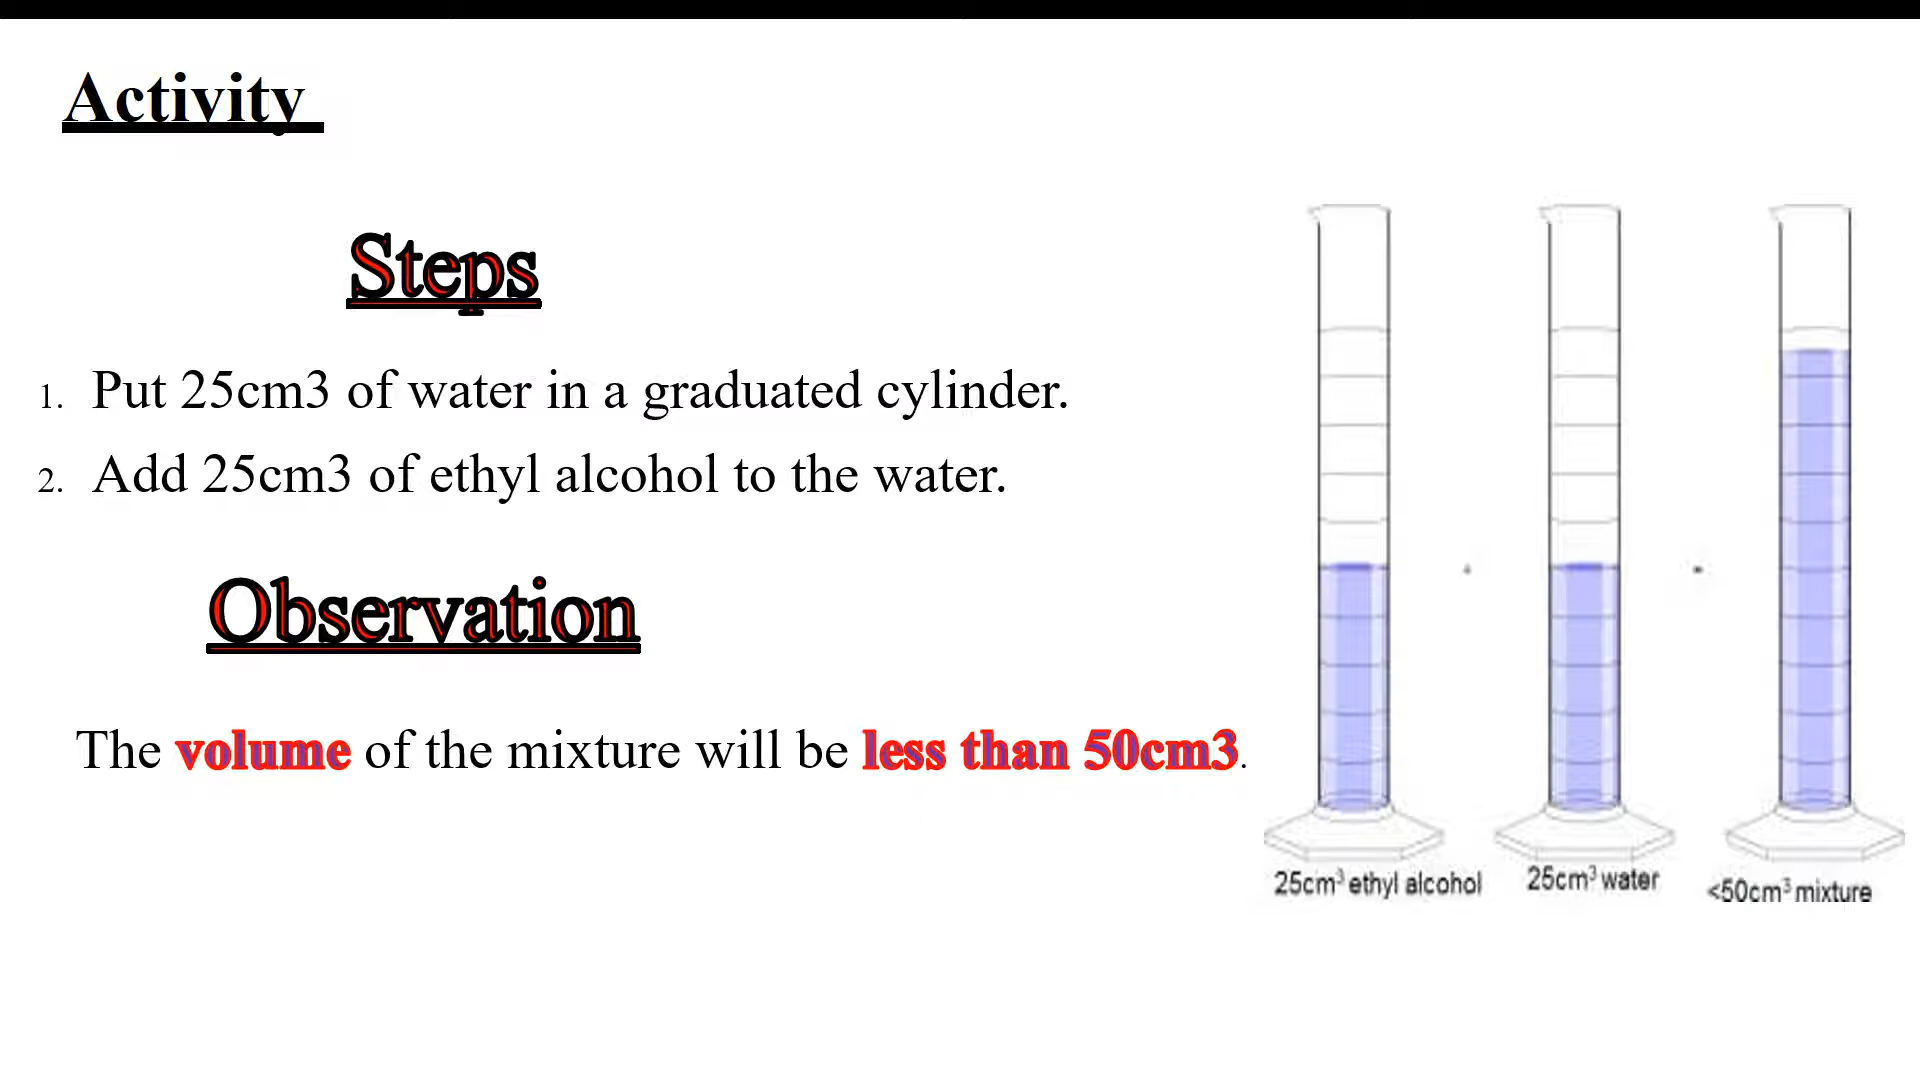 Activity
Steps
1. Put 25cm3 of water in a graduated cylinder.
2. Add 25cm3 of ethyl alcohol to the water.
Observation
The volume of the mixture will be less than 50cm3.
25cm³ ethyl alcohol
25cm³ water
<50cm³ mixture